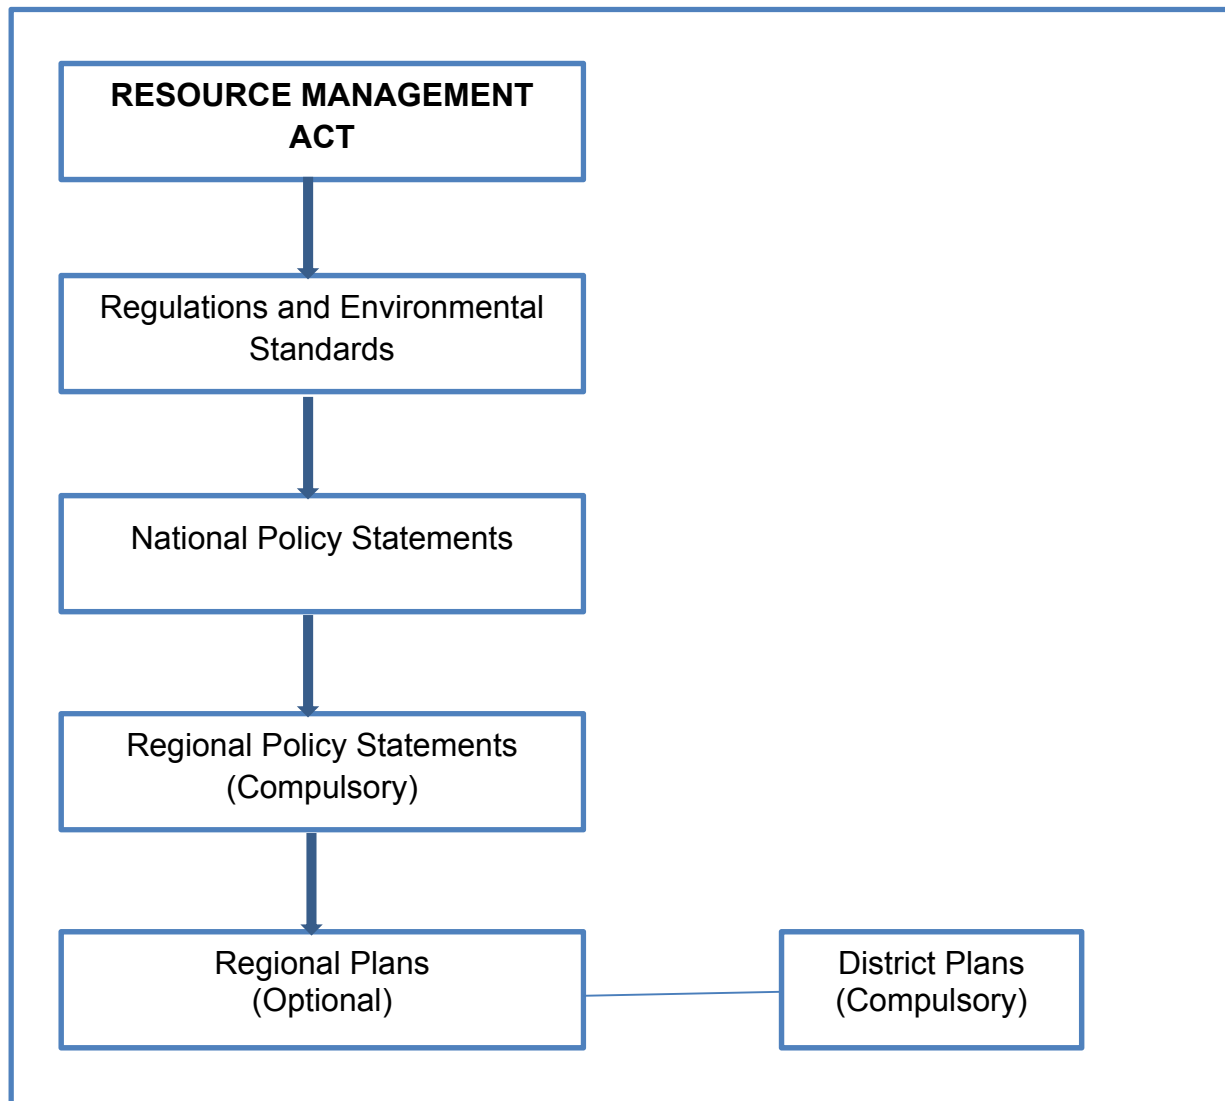 RESOURCE MANAGEMENT
ACT
Regulations and Environmental
Standards
National Policy Statements
Regional Policy Statements
(Compulsory)
Regional Plans
(Optional)
District Plans
(Compulsory)